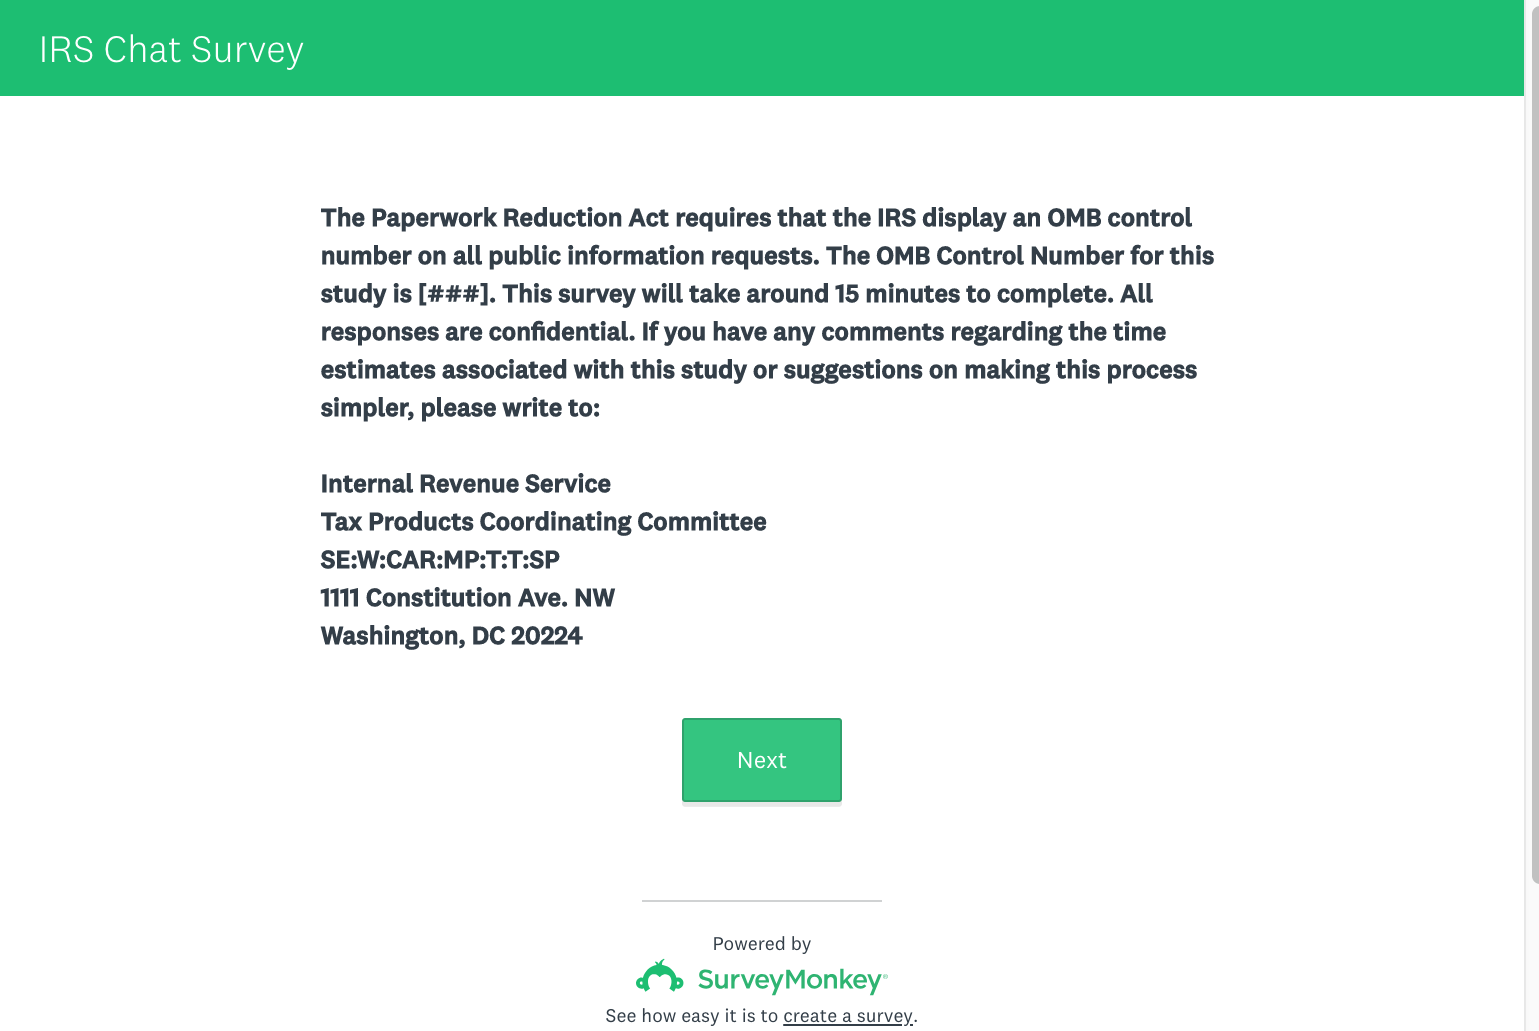 IRS Chat Survey
The Paperwork Reduction Act requires that the IRS display an OMB control
number on all public information requests. The OMB Control Number for this
study is [###]. This survey will take around 15 minutes to complete. All
responses are confidential. If you have any comments regarding the time
estimates associated with this study or suggestions on making this process
simpler, please write to:
Internal Revenue Service
Tax Products Coordinating Committee
SE:W:CAR:MP:T:T:SP
1111 Constitution Ave. NW
Washington, DC 20224
Next
Powered by
SurveyMonkey®
See how easy it is to create a survey.